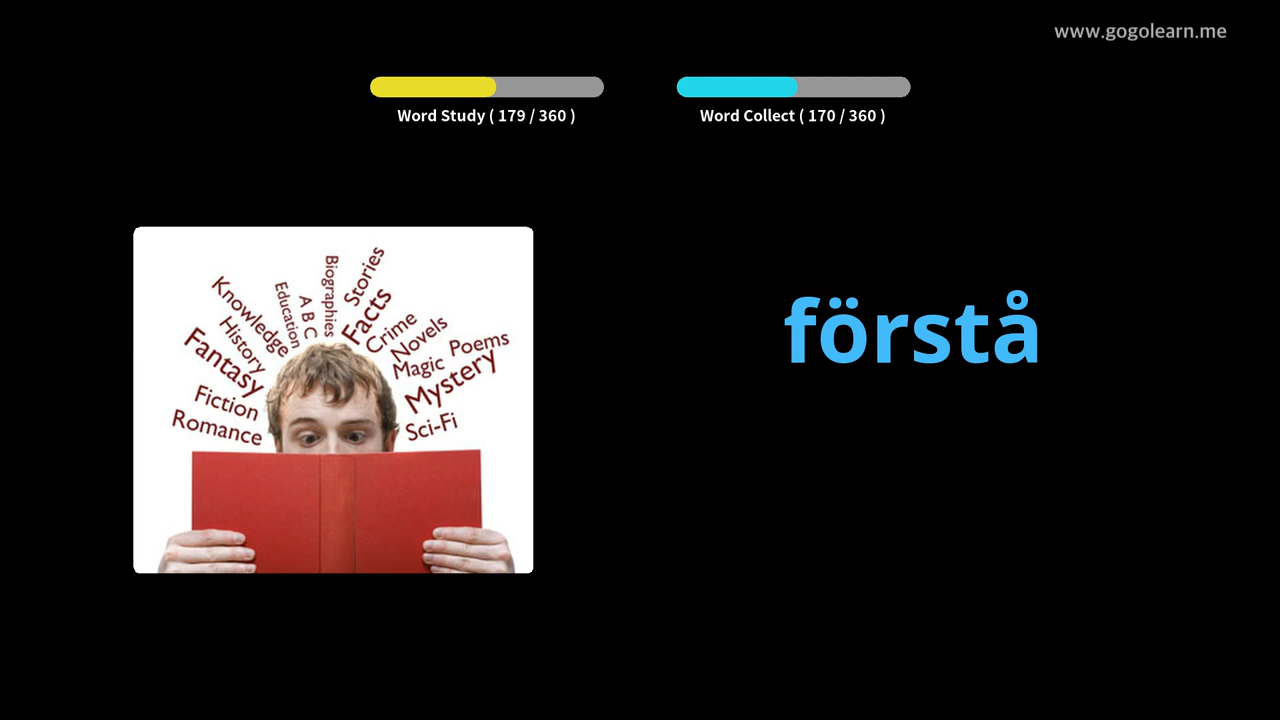 www.gogolearn.me
Word Study ( 179 / 360 )
Word Collect ( 170 / 360 )
förstå
Biographies
Stories
Education
A B C
Facts
Knowledge
History
Crime
Novels
Fantasy
Magic
Poems
Mystery
Fiction
Romance
Sci-Fi